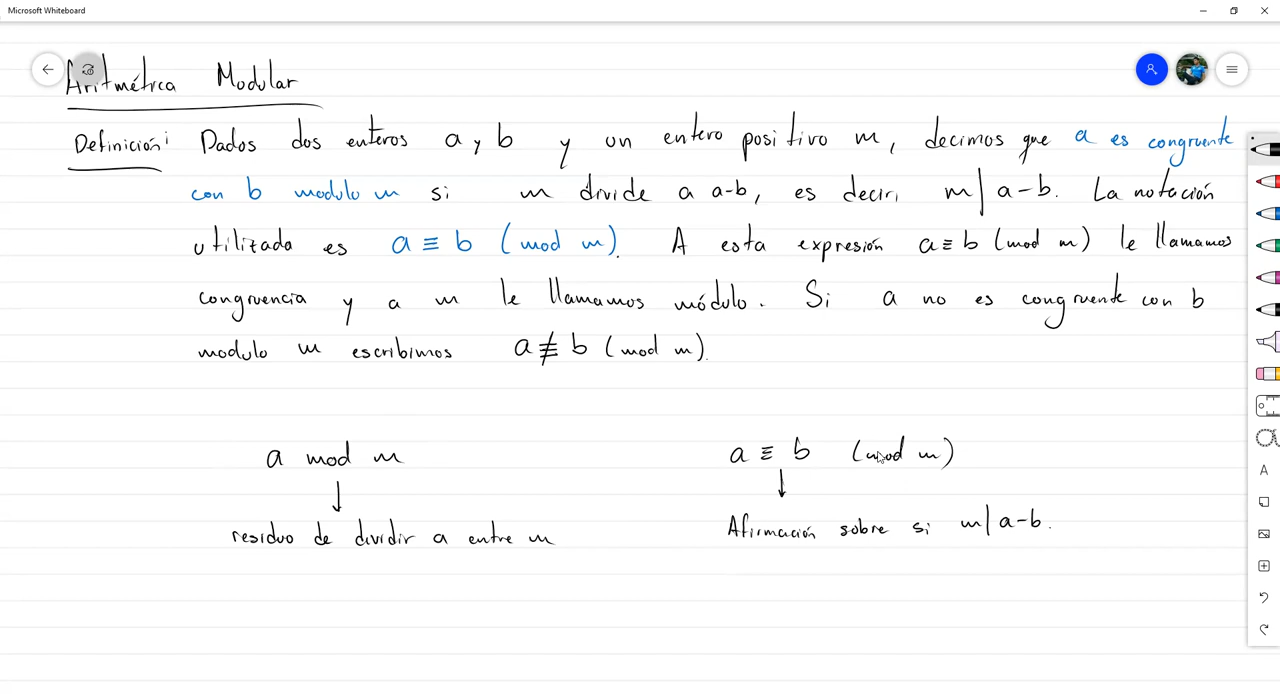 Microsoft Whiteboard
Aritmétrica Modular
Definición: Dados dos enteros a y b y un entero positivo m, decimos que a es congruente
con b modulo m si m divide a a-b, es decir, m | a-b. La notación
utilizada es a ≡ b (mod m). A esta expresión a ≡ b (mod m) le llamamos
congruencia y a m le llamamos módulo. Si a no es congruente con b
modulo m escribimos a ≢ b (mod m).
a mod m
a ≡ b (mod m)
↓
↓
residuo de dividir a entre m
Afirmación sobre si m | a-b.
A